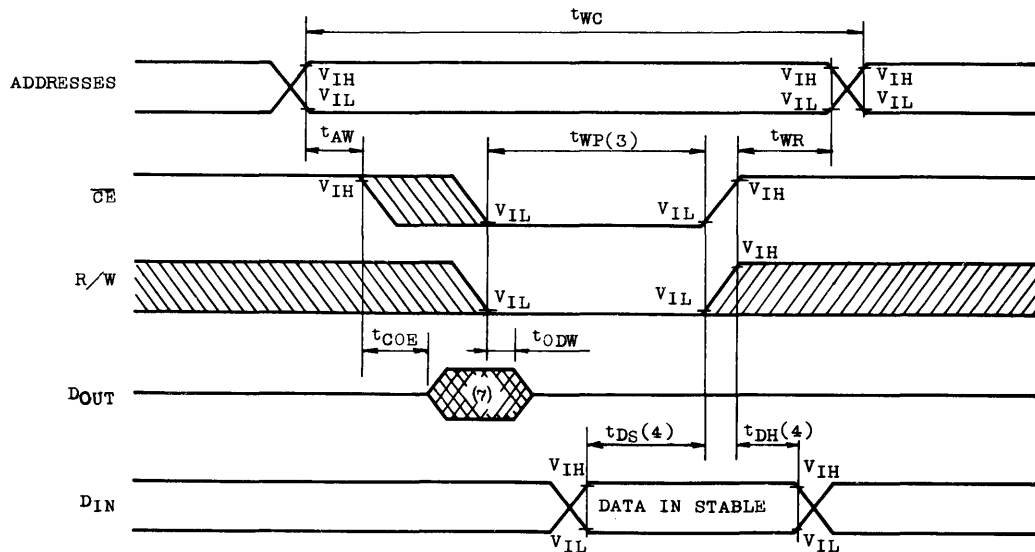 tWC
ADDRESSES
VIH VIH VIH
VIL VIL VIL
tAW tWP(3) tWR
CE VIH VIL VIL VIH
R/W VIL VIL VIH
tCOE tODW
DOUT (7)
tDS(4) tDH(4)
VIH VIH
DIN DATA IN STABLE
VIL VIL